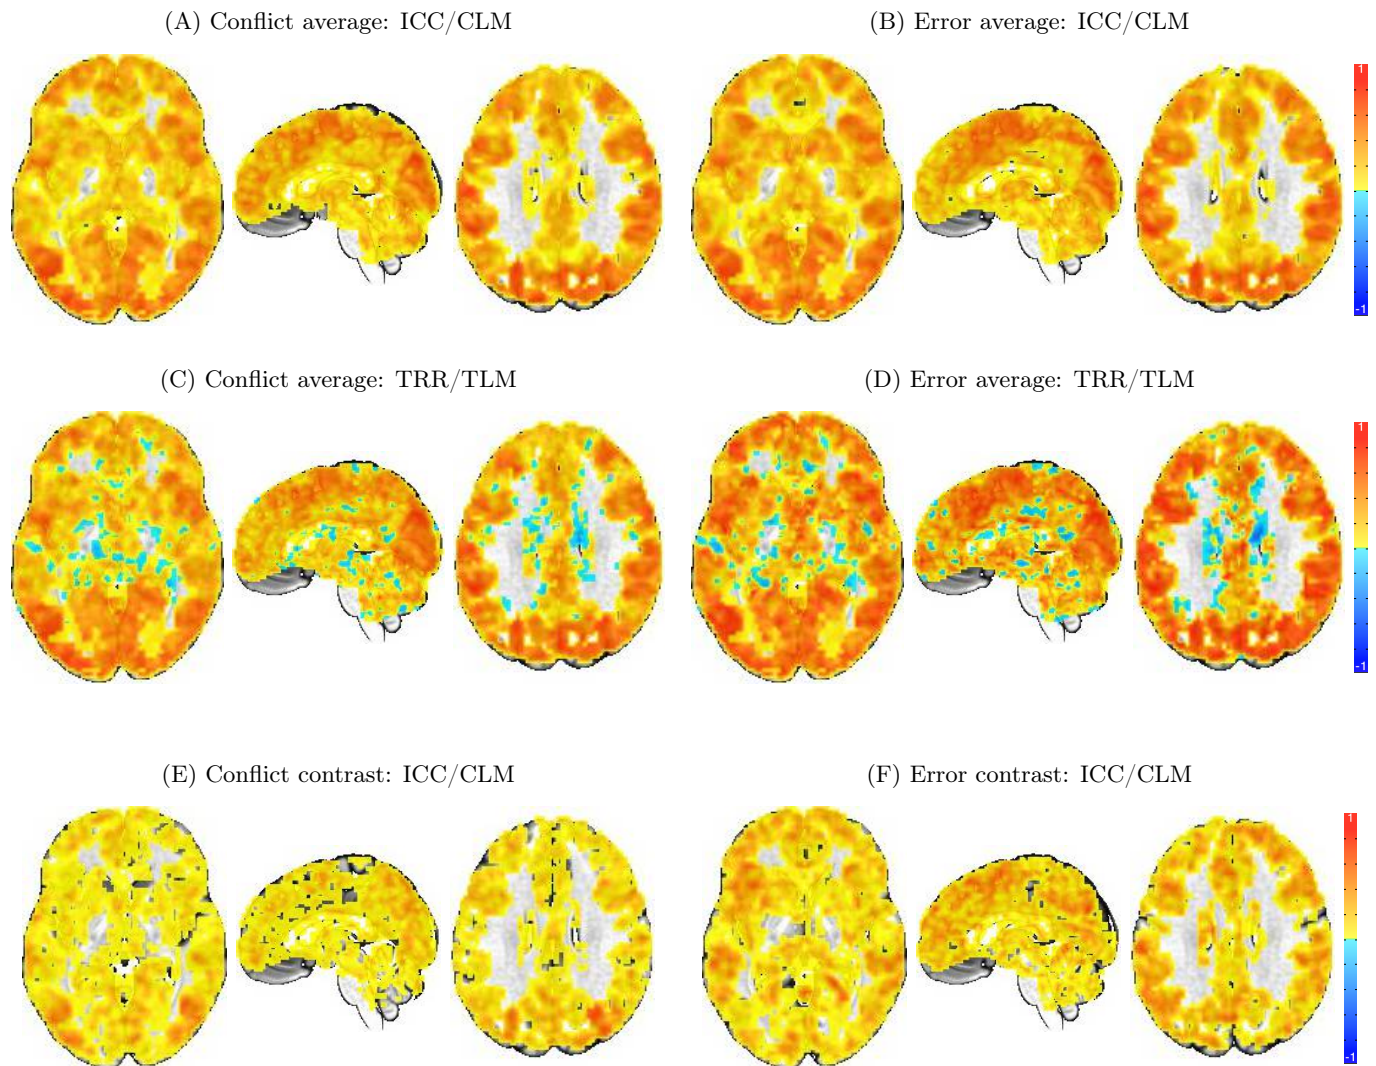 (A) Conflict average: ICC/CLM
(B) Error average: ICC/CLM
1
-1
(C) Conflict average: TRR/TLM
(D) Error average: TRR/TLM
1
-1
(E) Conflict contrast: ICC/CLM
(F) Error contrast: ICC/CLM
1
-1